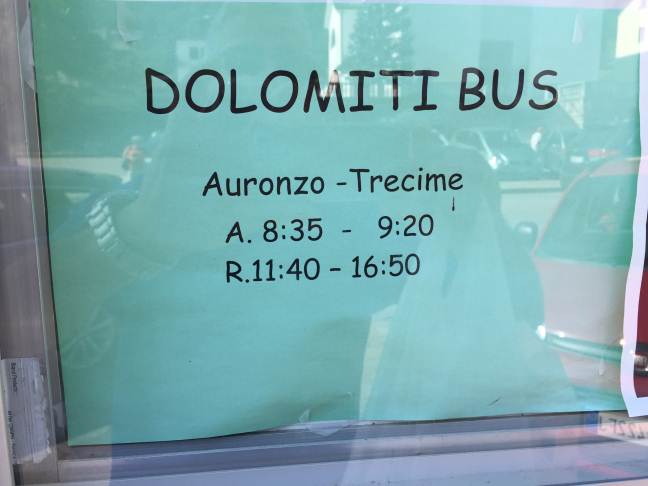 DOLOMITI BUS
Auronzo -Trecime
A. 8:35 - 9:20
R.11:40 - 16:50